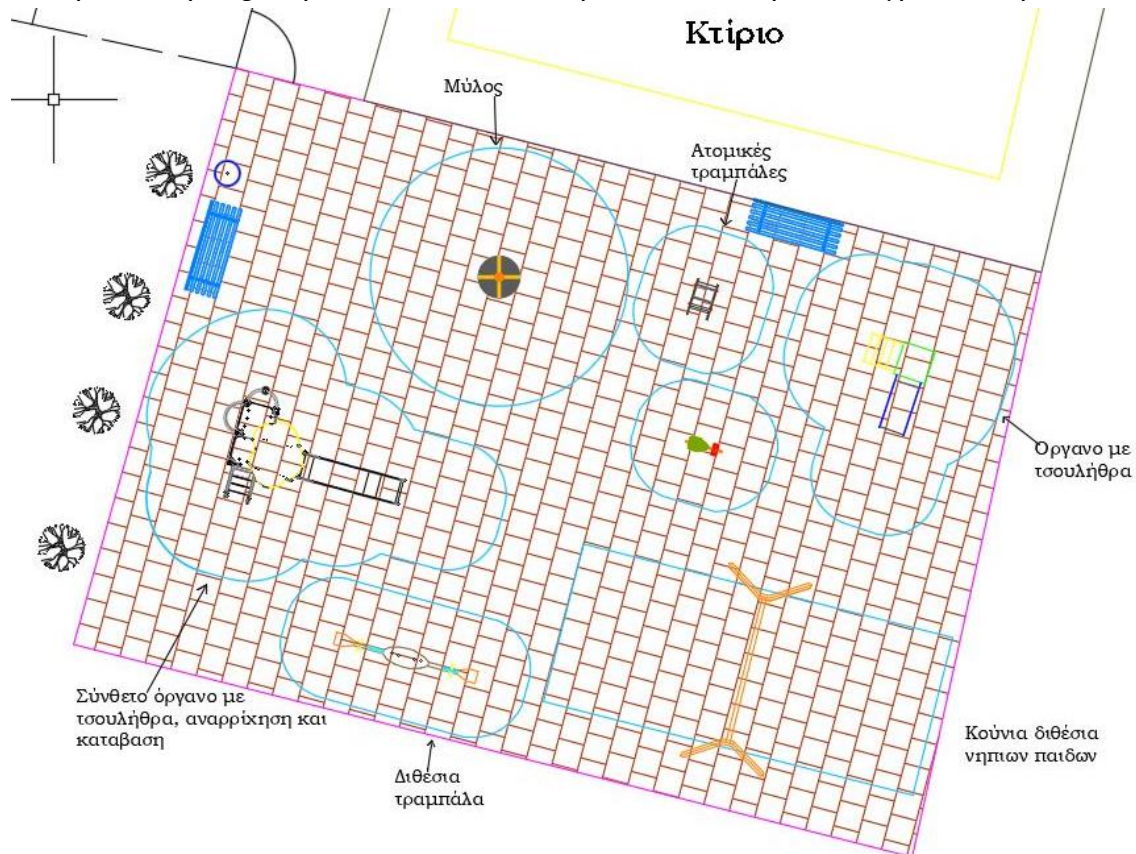 Κτίριο
Μύλος
Ατομικές
τραμπάλες
Όργανο με
τσουλήθρα
Σύνθετο όργανο με
τσουλήθρα, αναρρίχηση και
καταβαση
Διθέσια
τραμπάλα
Κούνια διθέσια
νηπιων παιδων